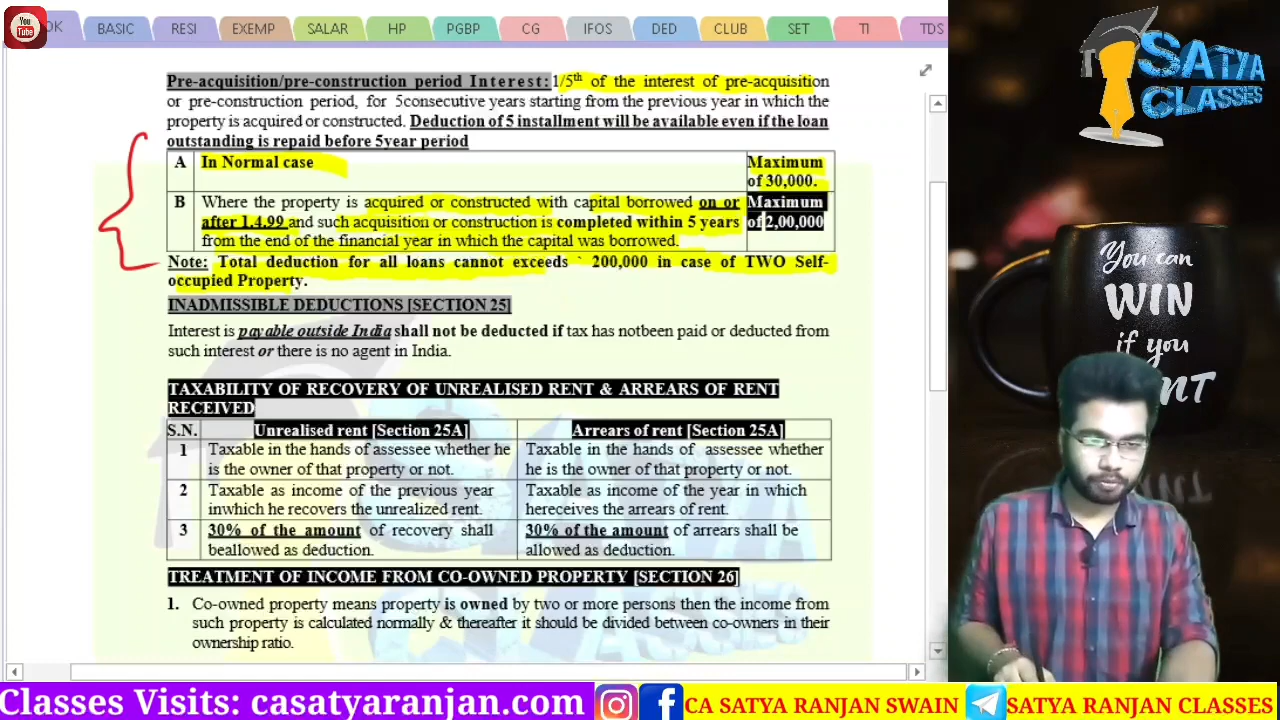 You Tube
OK BASIC RESI EXEMP SALAR HP PGBP CG IFOS DED CLUB SET TI TDS
Pre-acquisition/pre-construction period Interest: 1/5th of the interest of pre-acquisition
or pre-construction period, for 5consecutive years starting from the previous year in which the
property is acquired or constructed. Deduction of 5 installment will be available even if the loan
outstanding is repaid before 5year period
A In Normal case Maximum
of 30,000.
B Where the property is acquired or constructed with capital borrowed on or Maximum
after 1.4.99 and such acquisition or construction is completed within 5 years of 2,00,000
from the end of the financial year in which the capital was borrowed.
Note: Total deduction for all loans cannot exceeds ` 200,000 in case of TWO Self-
occupied Property.
INADMISSIBLE DEDUCTIONS [SECTION 25]
Interest is payable outside India shall not be deducted if tax has notbeen paid or deducted from
such interest or there is no agent in India.
TAXABILITY OF RECOVERY OF UNREALISED RENT & ARREARS OF RENT
RECEIVED
S.N. Unrealised rent [Section 25A] Arrears of rent [Section 25A]
1 Taxable in the hands of assessee whether he Taxable in the hands of assessee whether
is the owner of that property or not. he is the owner of that property or not.
2 Taxable as income of the previous year Taxable as income of the year in which
inwhich he recovers the unrealized rent. hereceives the arrears of rent.
3 30% of the amount of recovery shall 30% of the amount of arrears shall be
beallowed as deduction. allowed as deduction.
TREATMENT OF INCOME FROM CO-OWNED PROPERTY [SECTION 26]
1. Co-owned property means property is owned by two or more persons then the income from
such property is calculated normally & thereafter it should be divided between co-owners in their
ownership ratio.
SATYA
CLASSES
You can
WIN
if you
Classes Visits: casatyaranjan.com CA SATYA RANJAN SWAIN SATYA RANJAN CLASSES